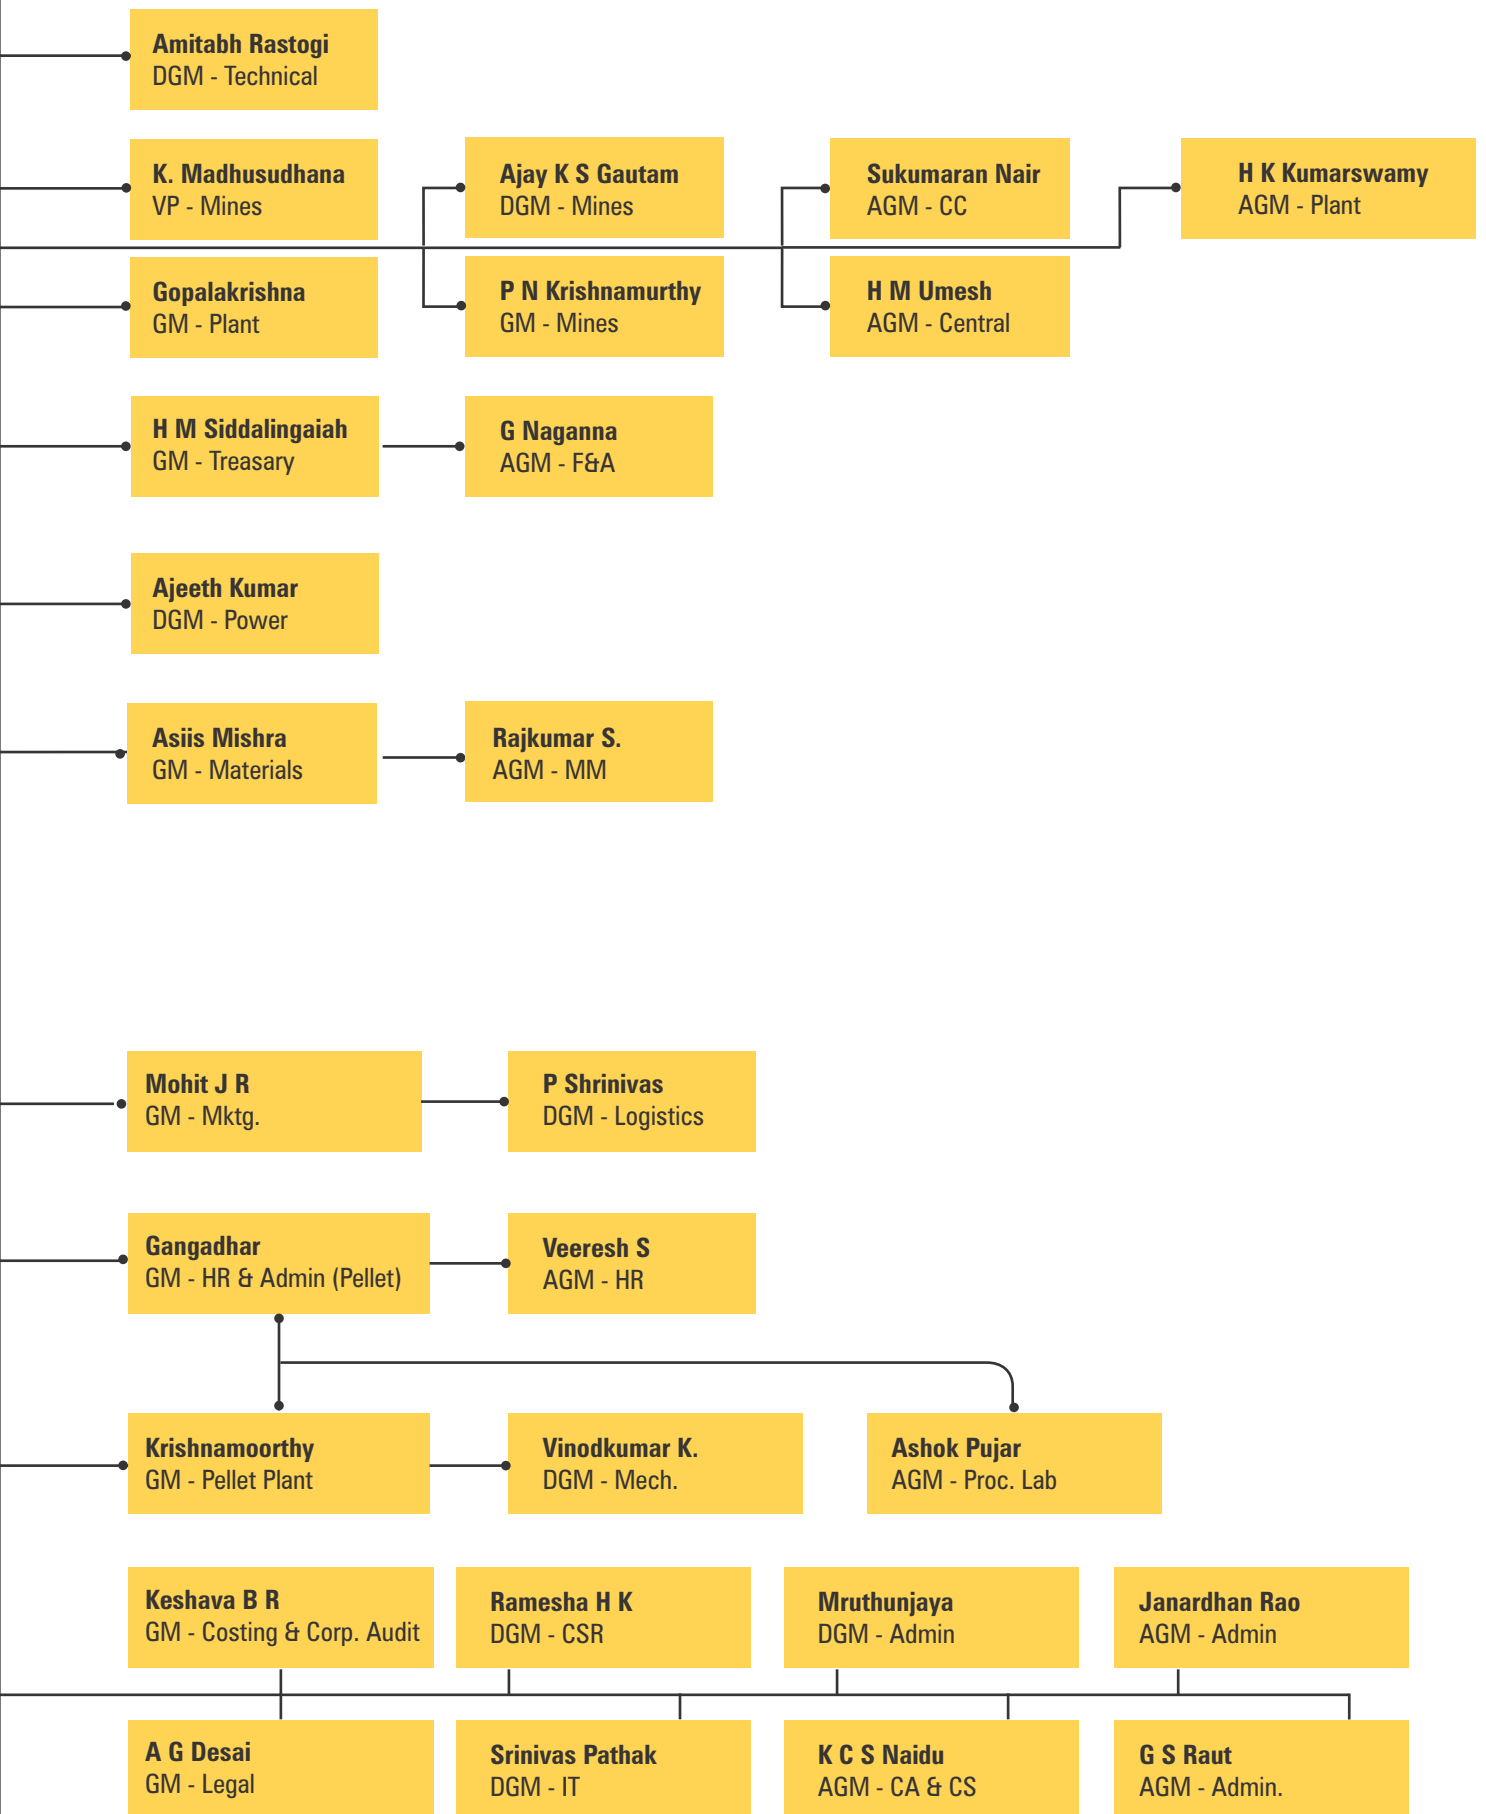 Amitabh Rastogi
DGM - Technical
K. Madhusudhana
VP - Mines
Ajay K S Gautam
DGM - Mines
Sukumaran Nair
AGM - CC
H K Kumarswamy
AGM - Plant
Gopalakrishna
GM - Plant
P N Krishnamurthy
GM - Mines
H M Umesh
AGM - Central
H M Siddalingaiah
GM - Treasary
G Naganna
AGM - F&A
Ajeeth Kumar
DGM - Power
Asiis Mishra
GM - Materials
Rajkumar S.
AGM - MM
Mohit J R
GM - Mktg.
P Shrinivas
DGM - Logistics
Gangadhar
GM - HR & Admin (Pellet)
Veeresh S
AGM - HR
Krishnamoorthy
GM - Pellet Plant
Vinodkumar K.
DGM - Mech.
Ashok Pujar
AGM - Proc. Lab
Keshava B R
GM - Costing & Corp. Audit
Ramesha H K
DGM - CSR
Mruthunjaya
DGM - Admin
Janardhan Rao
AGM - Admin
A G Desai
GM - Legal
Srinivas Pathak
DGM - IT
K C S Naidu
AGM - CA & CS
G S Raut
AGM - Admin.